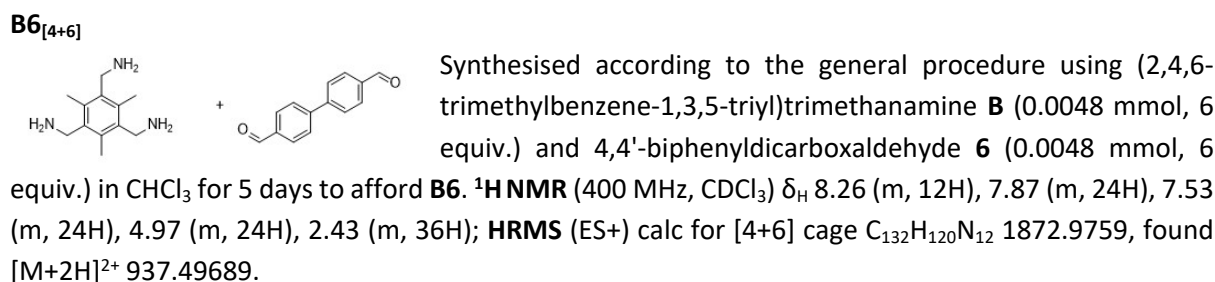 B6[4+6]
NH2
H2N
NH2
+
O
O
Synthesised according to the general procedure using (2,4,6-
trimethylbenzene-1,3,5-triyl)trimethanamine B (0.0048 mmol, 6
equiv.) and 4,4'-biphenyldicarboxaldehyde 6 (0.0048 mmol, 6
equiv.) in CHCl3 for 5 days to afford B6. ¹H NMR (400 MHz, CDCl3) δH 8.26 (m, 12H), 7.87 (m, 24H), 7.53
(m, 24H), 4.97 (m, 24H), 2.43 (m, 36H); HRMS (ES+) calc for [4+6] cage C132H120N12 1872.9759, found
[M+2H]²⁺ 937.49689.